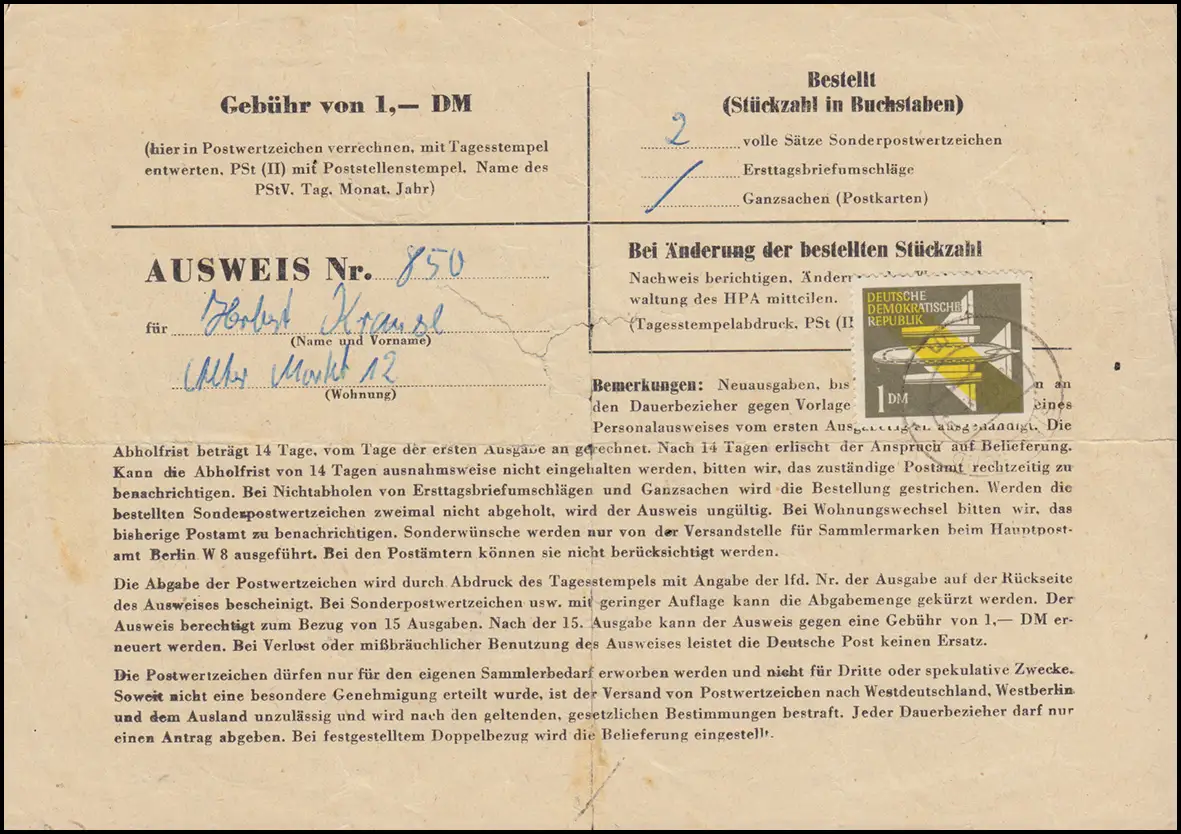 Gebühr von 1,— DM
(hier in Postwertzeichen verrechnen, mit Tagesstempel
entwerten, PSt (II) mit Poststellenstempel, Name des
PStV. Tag, Monat, Jahr)
Bestellt
(Stückzahl in Buchstaben)
2 volle Sätze Sonderpostwertzeichen
Ersttagsbriefumschläge
Ganzsachen (Postkarten)
AUSWEIS Nr. 850
für Herbert Krause
(Name und Vorname)
Alter Markt 12
(Wohnung)
Bei Änderung der bestellten Stückzahl
Nachweis berichtigen, Änder
waltung des HPA mitteilen.
(Tagesstempelabdruck, PSt (II
DEUTSCHE
DEMOKRATISCHE
REPUBLIK
1 DM
Bemerkungen: Neuausgaben, bis n an
den Dauerbezieher gegen Vorlage eines
Personalausweises vom ersten Ausgabetag an ausgehändigt. Die
Abholfrist beträgt 14 Tage, vom Tage der ersten Ausgabe an gerechnet. Nach 14 Tagen erlischt der Anspruch auf Belieferung.
Kann die Abholfrist von 14 Tagen ausnahmsweise nicht eingehalten werden, bitten wir, das zuständige Postamt rechtzeitig zu
benachrichtigen. Bei Nichtabholen von Ersttagsbriefumschlägen und Ganzsachen wird die Bestellung gestrichen. Werden die
bestellten Sonderpostwertzeichen zweimal nicht abgeholt, wird der Ausweis ungültig. Bei Wohnungswechsel bitten wir, das
bisherige Postamt zu benachrichtigen. Sonderwünsche werden nur von der Versandstelle für Sammlermarken beim Hauptpost-
amt Berlin W 8 ausgeführt. Bei den Postämtern können sie nicht berücksichtigt werden.
Die Abgabe der Postwertzeichen wird durch Abdruck des Tagesstempels mit Angabe der lfd. Nr. der Ausgabe auf der Rückseite
des Ausweises bescheinigt. Bei Sonderpostwertzeichen usw. mit geringer Auflage kann die Abgabemenge gekürzt werden. Der
Ausweis berechtigt zum Bezug von 15 Ausgaben. Nach der 15. Ausgabe kann der Ausweis gegen eine Gebühr von 1,— DM er-
neuert werden. Bei Verlust oder mißbräuchlicher Benutzung des Ausweises leistet die Deutsche Post keinen Ersatz.
Die Postwertzeichen dürfen nur für den eigenen Sammlerbedarf erworben werden und nicht für Dritte oder spekulative Zwecke.
Soweit nicht eine besondere Genehmigung erteilt wurde, ist der Versand von Postwertzeichen nach Westdeutschland, Westberlin
und dem Ausland unzulässig und wird nach den geltenden, gesetzlichen Bestimmungen bestraft. Jeder Dauerbezieher darf nur
einen Antrag abgeben. Bei festgestelltem Doppelbezug wird die Belieferung eingestellt.